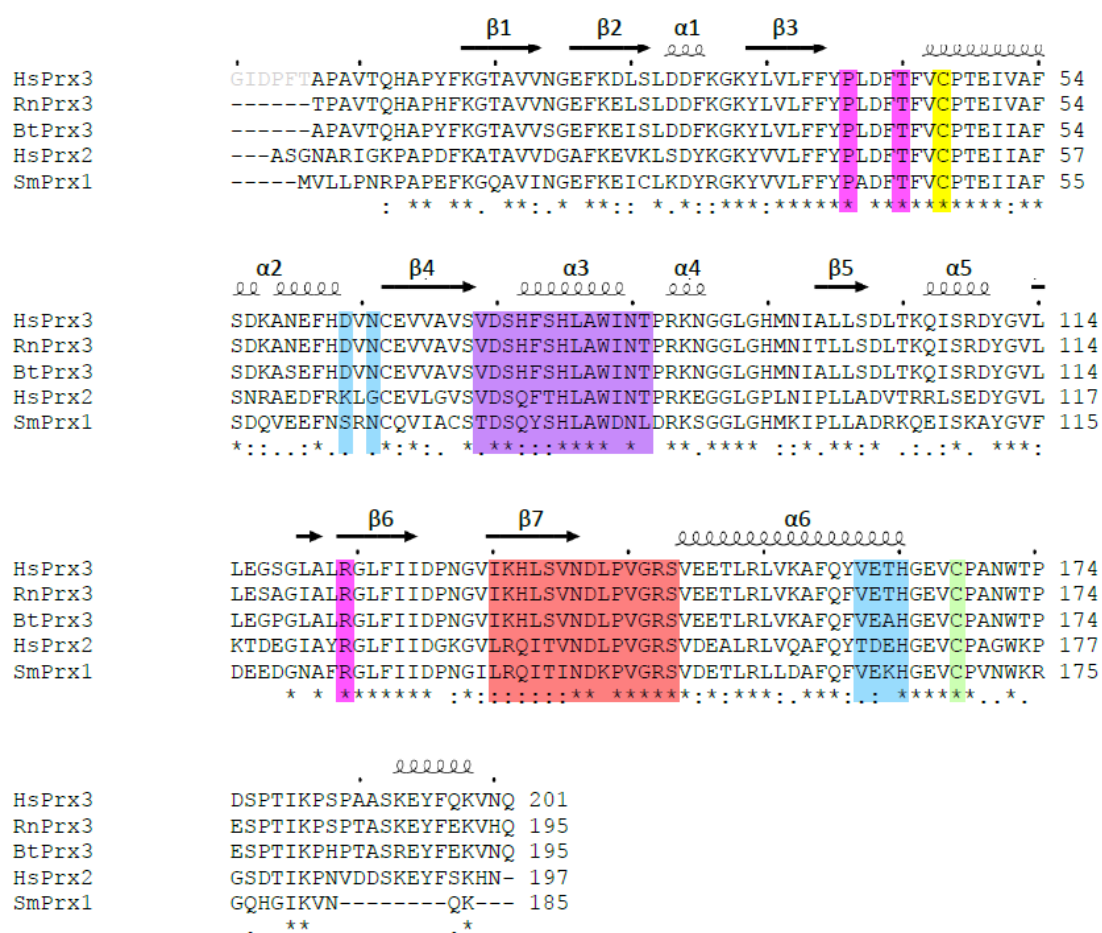 β1 β2 α1 β3
HsPrx3 GIDPFTAPAVTQHAPYFKGTAVVNGEFKDLSLDDFKGKYLVLFFYPLDFTFVCPTEIVAF 54
RnPrx3 ------TPAVTQHAPHFKGTAVVNGEFKELSLDDFKGKYLVLFFYPLDFTFVCPTEIVAF 54
BtPrx3 ------APAVTQHAPYFKGTAVVSGEFKEISLDDFKGKYLVLFFYPLDFTFVCPTEIIAF 54
HsPrx2 ---ASGNARIGKPAPDFKATAVVDGAFKEVKLSDYKGKYVVLFFYPLDFTFVCPTEIIAF 57
SmPrx1 -----MVLLPNRPAPEFKGQAVINGEFKEICLKDYRGKYVVLFFYPADFTFVCPTEIIAF 55
: ** **. **:.* ***: *.*::***:****** *************:**
α2 β4 α3 α4 β5 α5
HsPrx3 SDKANEFHDVNCEVVAVSVDSHFSHLAWINTPRKNGGLGHMNIALLSDLTKQISRDYGVL 114
RnPrx3 SDKANEFHDVNCEVVAVSVDSHFSHLAWINTPRKNGGLGHMNITLLSDLTKQISRDYGVL 114
BtPrx3 SDKASEFHDVNCEVVAVSVDSHFSHLAWINTPRKNGGLGHMNIALLSDLTKQISRDYGVL 114
HsPrx2 SNRAEDFRKLGCEVLGVSVDSQFTHLAWINTPRKEGGLGPLNIPLLADVTRRLSEDYGVL 117
SmPrx1 SDQVEEFNSRNCQVIACSTDSQYSHLAWDNLDRKSGGLGHMKIPLLADRKQEISKAYGVF 115
*::..:*. .*:*:. *.**:::**** * **.**** ::* **:* .:.:*. ***:
β6 β7 α6
HsPrx3 LEGSGLALRGLFIIDPNGVIKHLSVNDLPVGRSVEETLRLVKAFQYVETHGEVCPANWTP 174
RnPrx3 LESAGIALRGLFIIDPNGVIKHLSVNDLPVGRSVEETLRLVKAFQFVETHGEVCPANWTP 174
BtPrx3 LEGPGLALRGLFIIDPNGVIKHLSVNDLPVGRSVEETLRLVKAFQFVEAHGEVCPANWTP 174
HsPrx2 KTDEGIAYRGLFIIDGKGVLRQITVNDLPVGRSVDEALRLVQAFQYTDEHGEVCPAGWKP 177
SmPrx1 DEEDGNAFRGLFIIDPNGILRQITINDKPVGRSVDETLRLLDAFQFVEKHGEVCPVNWKR 175
* * ******* :*:::::::** ******:*:***:.***:.: ******..*.
HsPrx3 DSPTIKPSPAASKEYFQKVNQ 201
RnPrx3 ESPTIKPSPTASKEYFEKVHQ 195
BtPrx3 ESPTIKPHPTASREYFEKVNQ 195
HsPrx2 GSDTIKPNVDDSKEYFSKHN- 197
SmPrx1 GQHGIKVN--------QK--- 185
. ** .*